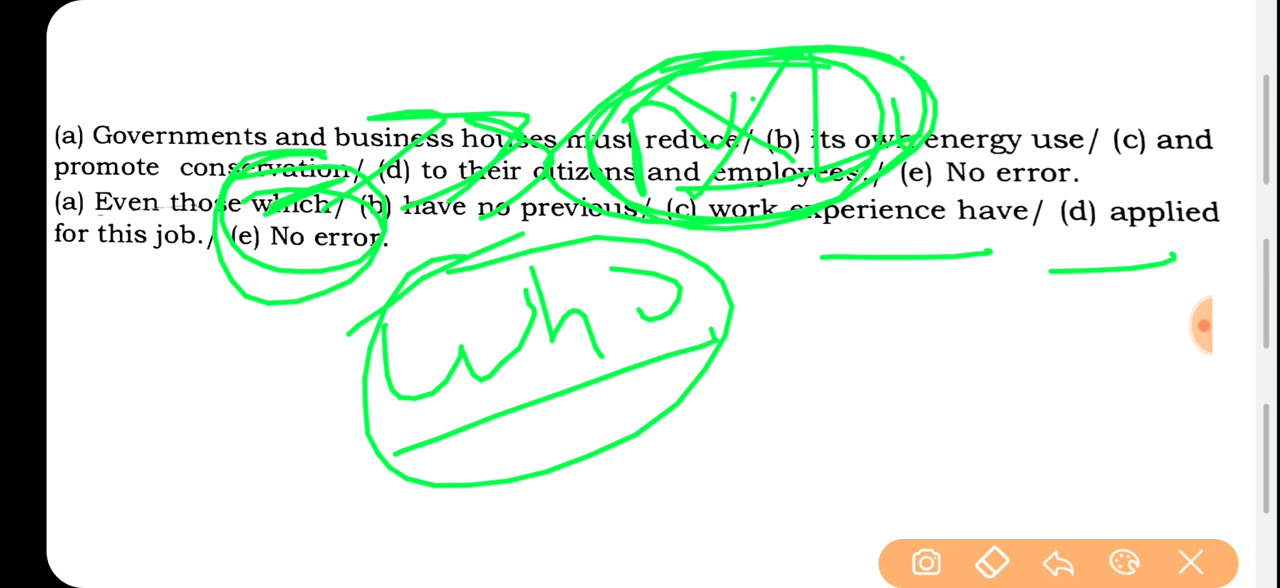 (a) Governments and business houses must reduce/ (b) its own energy use/ (c) and
promote conservation/ (d) to their citizens and employees./ (e) No error.
(a) Even those which/ (b) have no previous/ (c) work experience have/ (d) applied
for this job./ (e) No error.
who